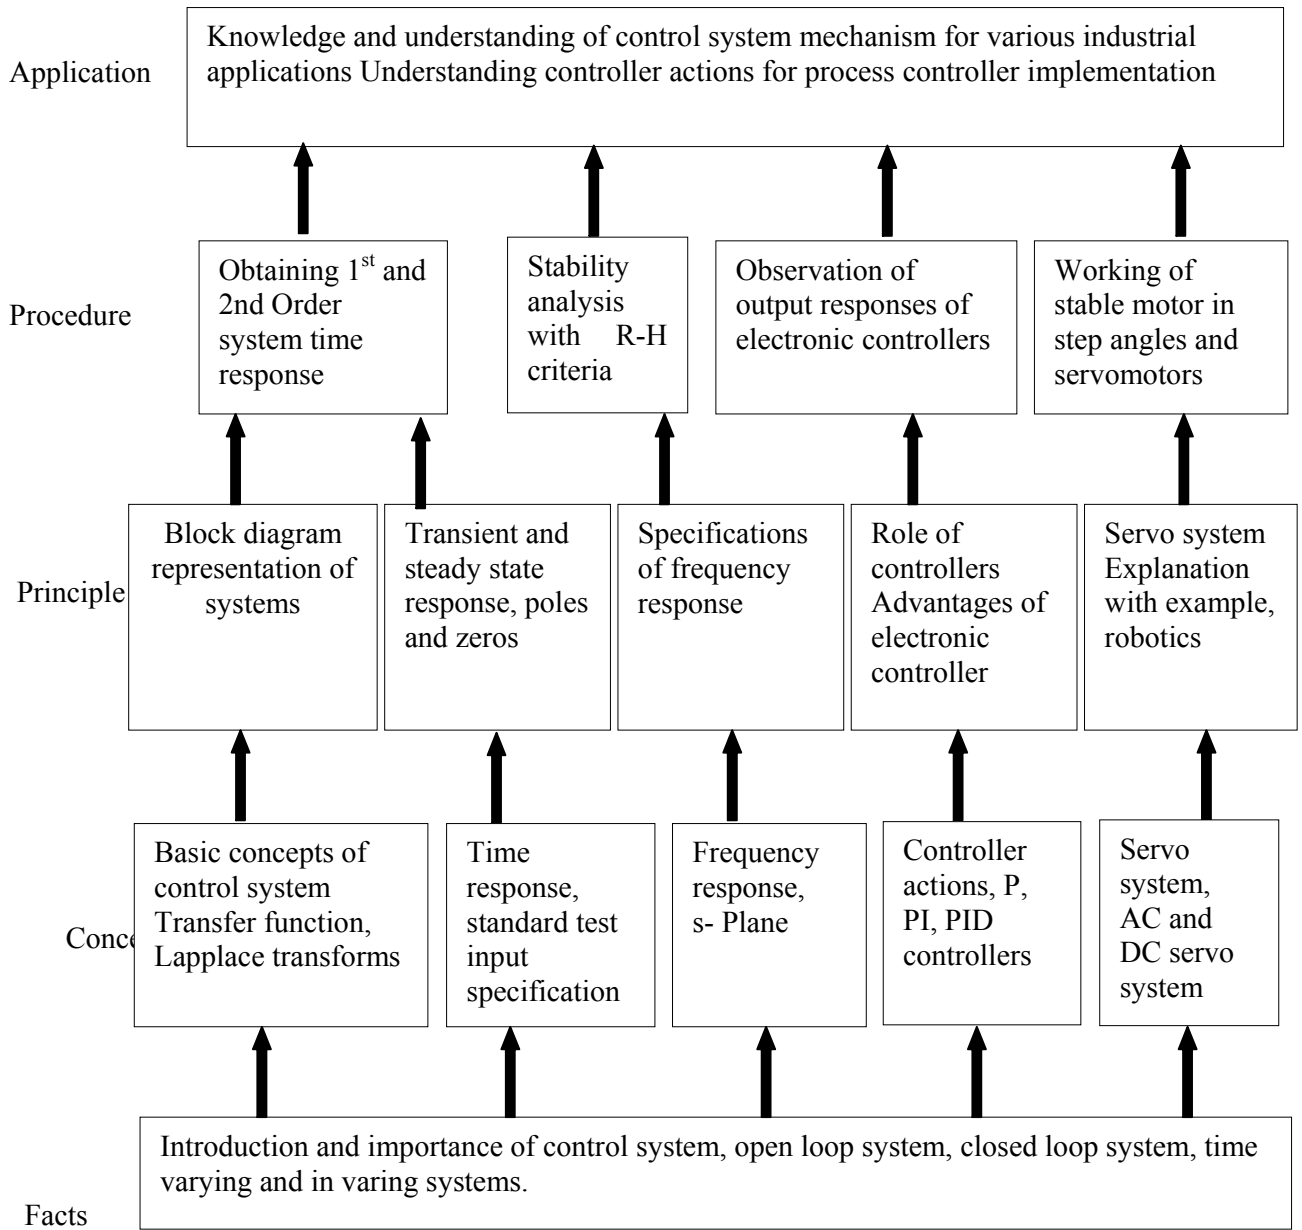 Application
Knowledge and understanding of control system mechanism for various industrial
applications Understanding controller actions for process controller implementation
Procedure
Obtaining 1st and
2nd Order
system time
response
Stability
analysis
with R-H
criteria
Observation of
output responses of
electronic controllers
Working of
stable motor in
step angles and
servomotors
Principle
Block diagram
representation of
systems
Transient and
steady state
response, poles
and zeros
Specifications
of frequency
response
Role of
controllers
Advantages of
electronic
controller
Servo system
Explanation
with example,
robotics
Conce
Basic concepts of
control system
Transfer function,
Lapplace transforms
Time
response,
standard test
input
specification
Frequency
response,
s- Plane
Controller
actions, P,
PI, PID
controllers
Servo
system,
AC and
DC servo
system
Facts
Introduction and importance of control system, open loop system, closed loop system, time
varying and in varing systems.